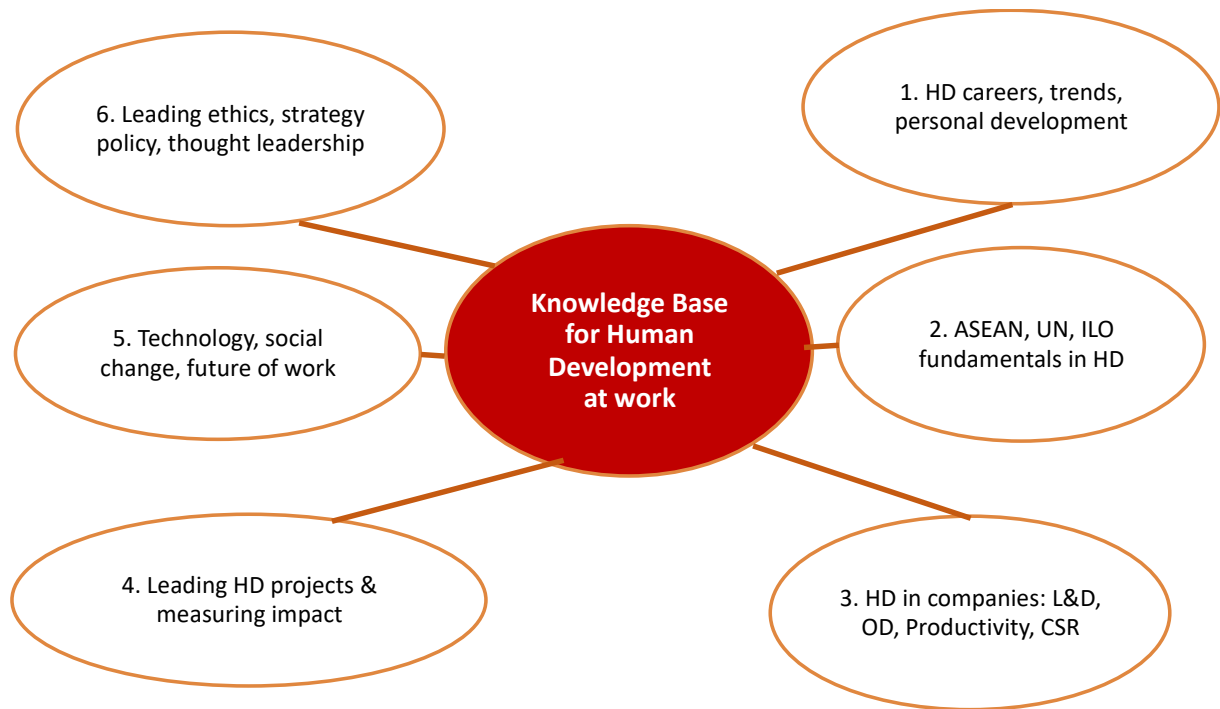 6. Leading ethics, strategy
policy, thought leadership
1. HD careers, trends,
personal development
Knowledge Base
for Human
Development
at work
5. Technology, social
change, future of work
2. ASEAN, UN, ILO
fundamentals in HD
4. Leading HD projects &
measuring impact
3. HD in companies: L&D,
OD, Productivity, CSR